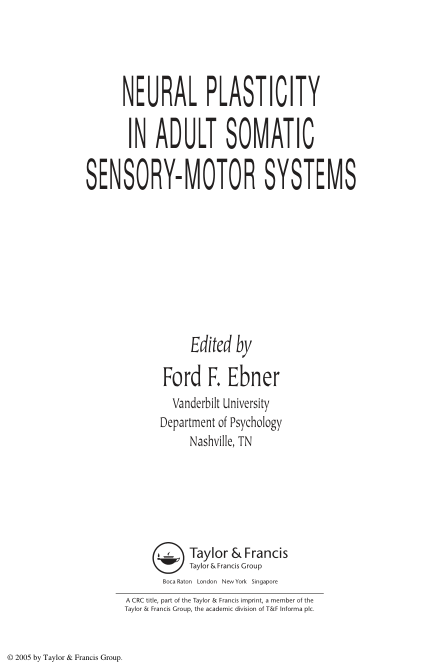 NEURAL PLASTICITY
IN ADULT SOMATIC
SENSORY-MOTOR SYSTEMS
Edited by
Ford F. Ebner
Vanderbilt University
Department of Psychology
Nashville, TN
Taylor & Francis
Taylor & Francis Group
Boca Raton London New York Singapore
A CRC title, part of the Taylor & Francis imprint, a member of the
Taylor & Francis Group, the academic division of T&F Informa plc.
© 2005 by Taylor & Francis Group.